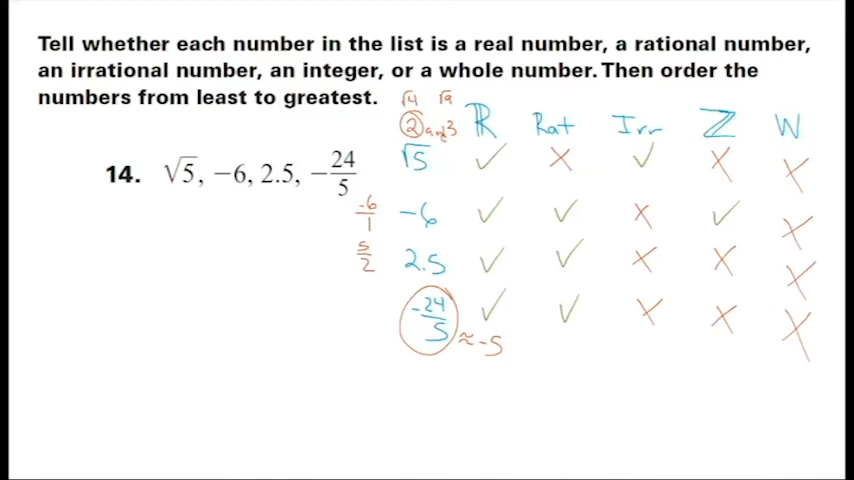 Tell whether each number in the list is a real number, a rational number,
an irrational number, an integer, or a whole number. Then order the
numbers from least to greatest.
√4 √9
2 and 3 ℝ Rat Irr ℤ W
14. √5, −6, 2.5, −24/5
√5 ✓ ✗ ✓ ✗ ✗
-6/1 -6 ✓ ✓ ✗ ✓ ✗
5/2 2.5 ✓ ✓ ✗ ✗ ✗
-24/5 ✓ ✓ ✗ ✗ ✗
≈ -5